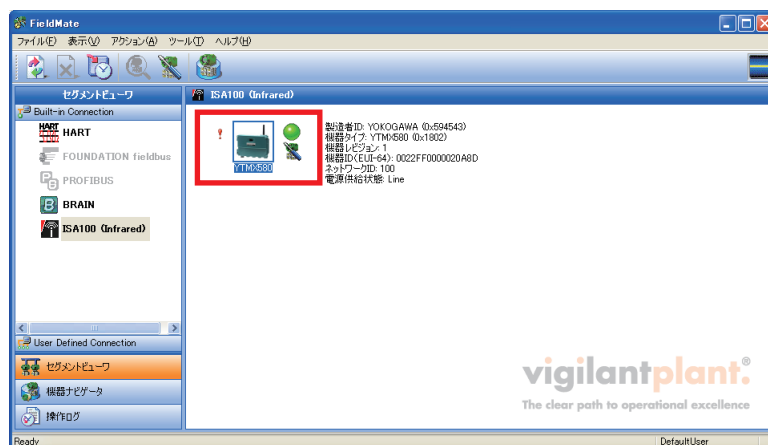 FieldMate
ファイル(F) 表示(V) アクション(A) ツール(T) ヘルプ(H)
セグメントビューワ
Built-in Connection
HART
HART
FOUNDATION fieldbus
PROFIBUS
BRAIN
ISA100 (Infrared)
User Defined Connection
セグメントビューワ
機器ナビゲータ
操作ログ
ISA100 (Infrared)
YTMX580
製造者ID: YOKOGAWA (0x594543)
機器タイプ: YTMX580 (0x1802)
機器レビジョン: 1
機器ID(EUI-64): 0022FF0000020A8D
ネットワークID: 100
電源供給状態: Line
vigilantplant.®
The clear path to operational excellence
Ready
DefaultUser